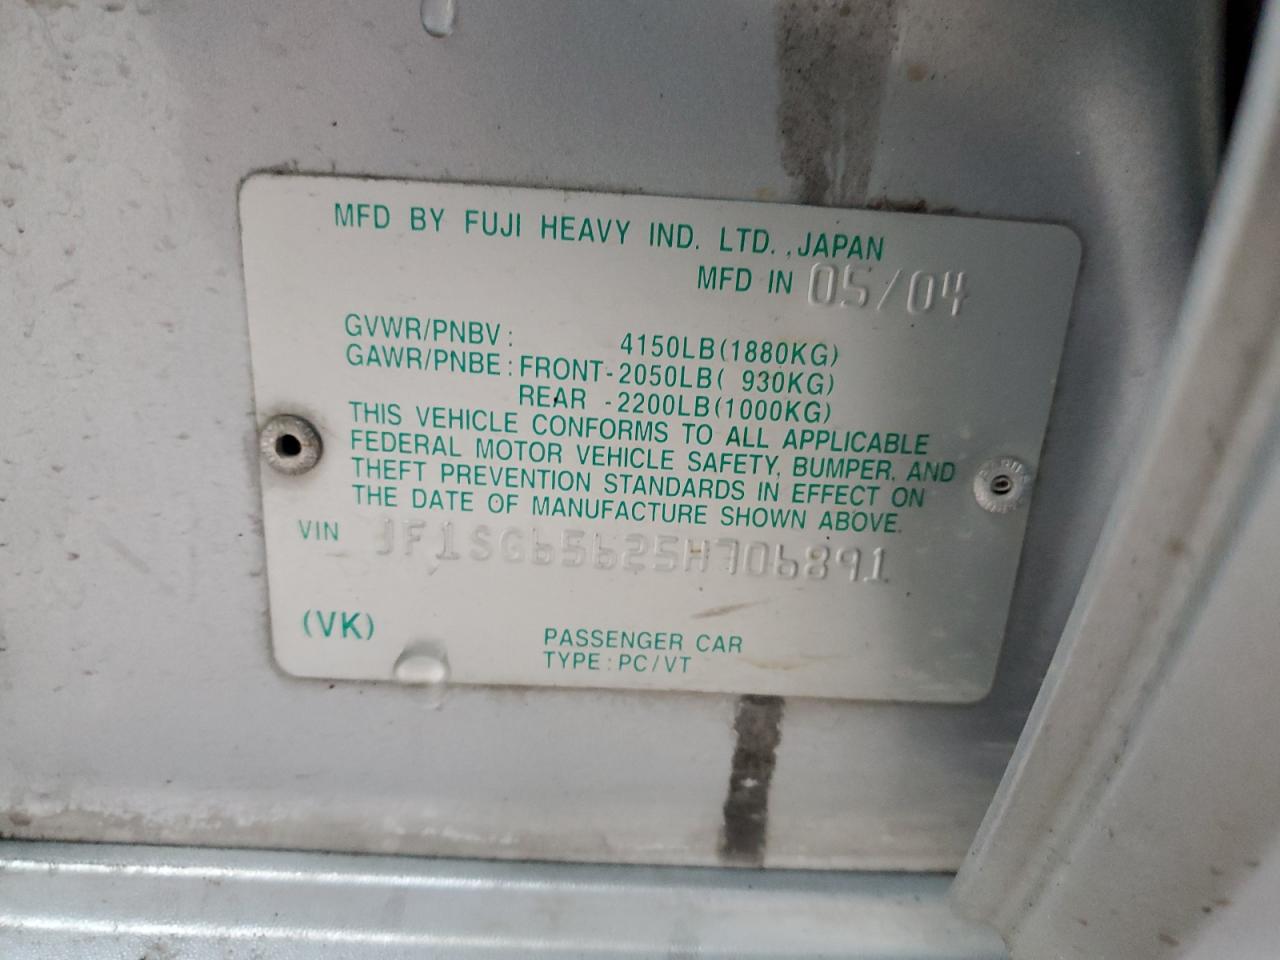 MFD BY FUJI HEAVY IND. LTD. ,JAPAN
MFD IN 05/04
GVWR/PNBV : 4150LB(1880KG)
GAWR/PNBE : FRONT-2050LB( 930KG)
REAR -2200LB(1000KG)
THIS VEHICLE CONFORMS TO ALL APPLICABLE
FEDERAL MOTOR VEHICLE SAFETY, BUMPER, AND
THEFT PREVENTION STANDARDS IN EFFECT ON
THE DATE OF MANUFACTURE SHOWN ABOVE.
VIN JF1SG65625H706891
(VK)
PASSENGER CAR
TYPE : PC/VT